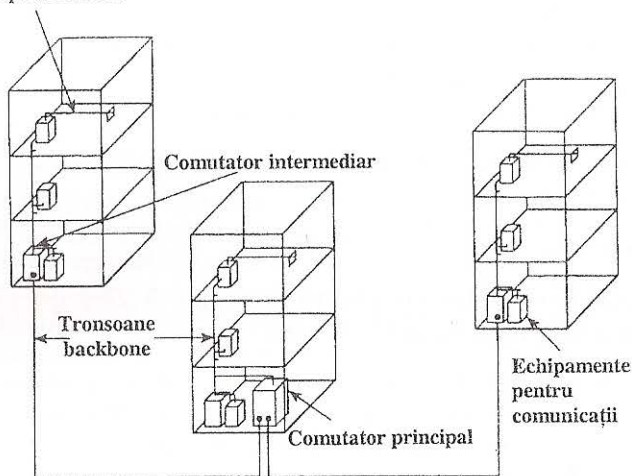 Comutator intermediar
Tronsoane
backbone
Echipamente
pentru
comunicații
Comutator principal